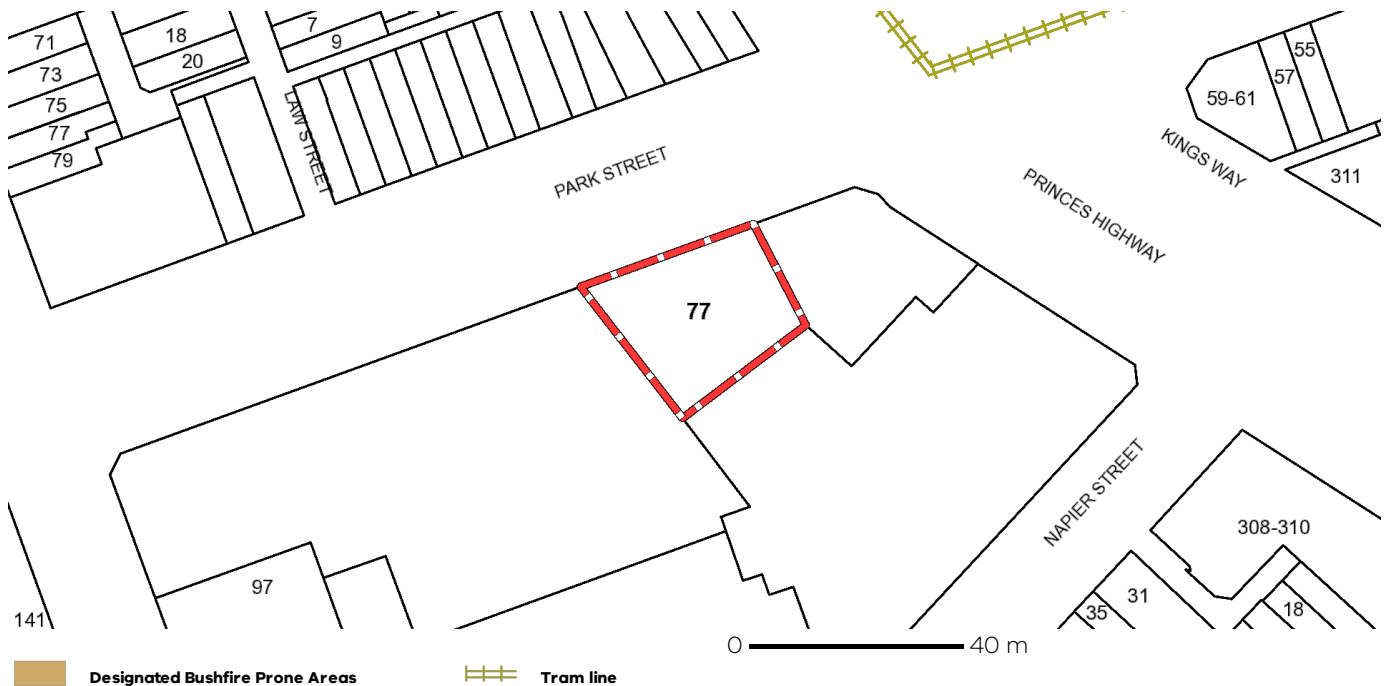 71
73
75
77
79
18
20
7
9
LAW STREET
PARK STREET
PRINCES HIGHWAY
KINGS WAY
59-61
57
55
311
77
NAPIER STREET
308-310
97
141
31
35
18
0 40 m
Designated Bushfire Prone Areas
Tram line